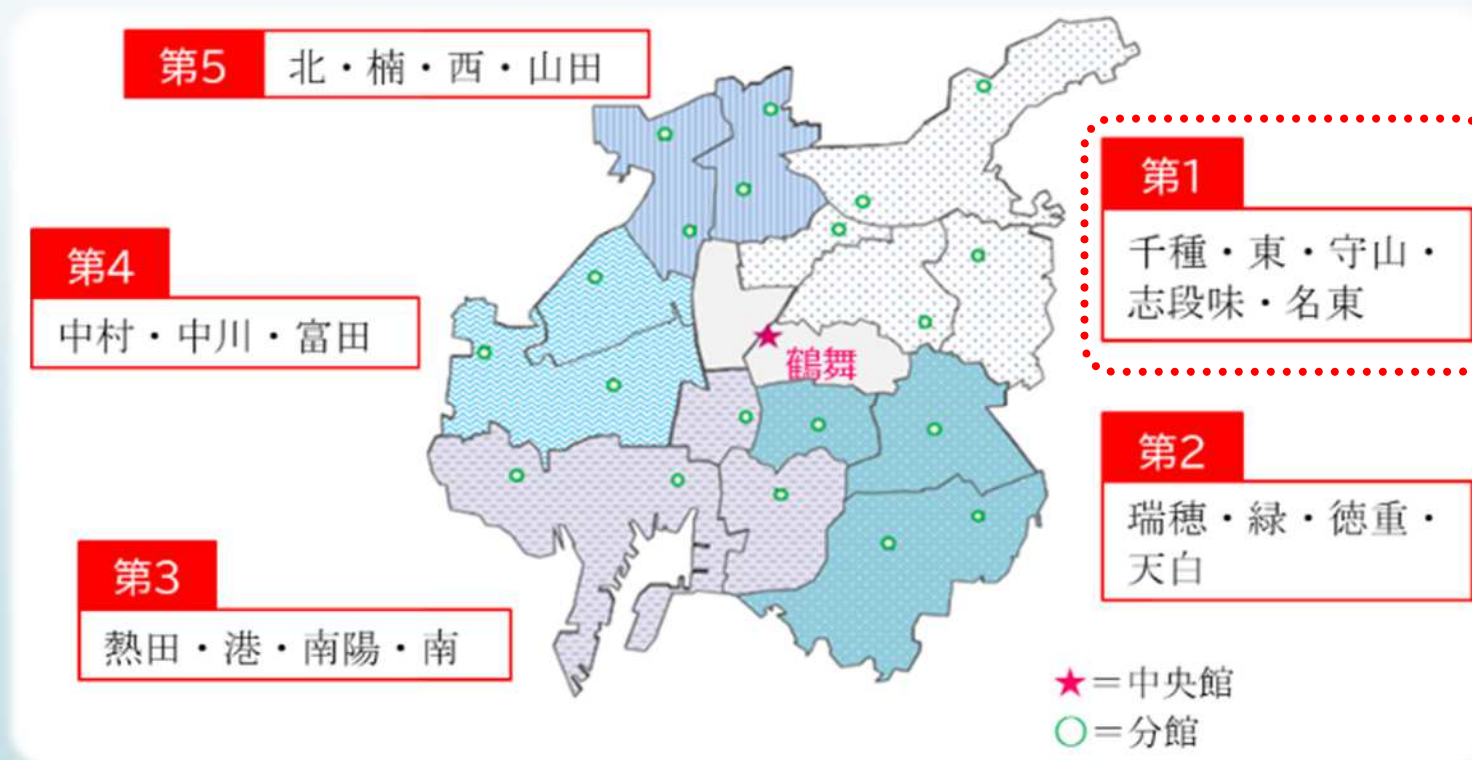 第5
北・楠・西・山田
第1
千種・東・守山・
志段味・名東
第4
中村・中川・富田
鶴舞
第2
瑞穂・緑・徳重・
天白
第3
熱田・港・南陽・南
★＝中央館
○＝分館